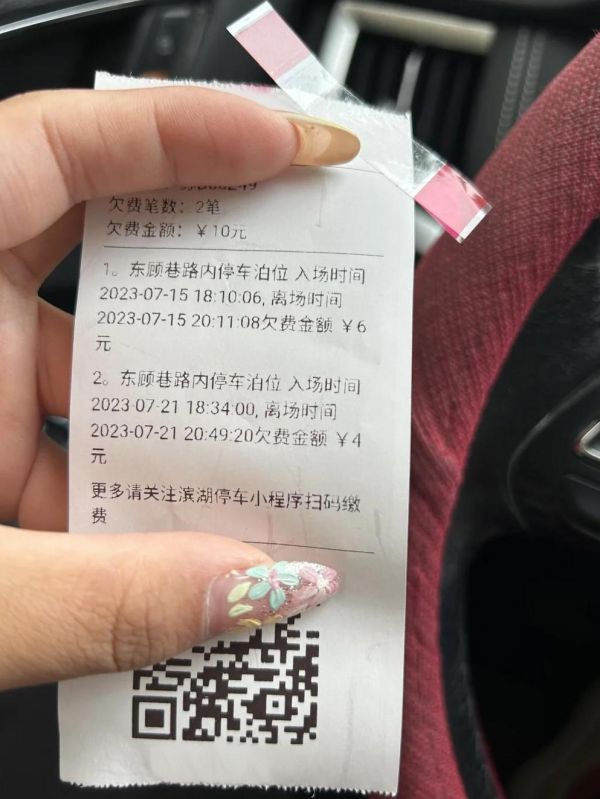 欠费笔数：2笔
欠费金额：￥10元
1。东顾巷路内停车泊位 入场时间
2023-07-15 18:10:06, 离场时间
2023-07-15 20:11:08欠费金额 ￥6
元
2。东顾巷路内停车泊位 入场时间
2023-07-21 18:34:00, 离场时间
2023-07-21 20:49:20欠费金额 ￥4
元
更多请关注滨湖停车小程序扫码缴
费